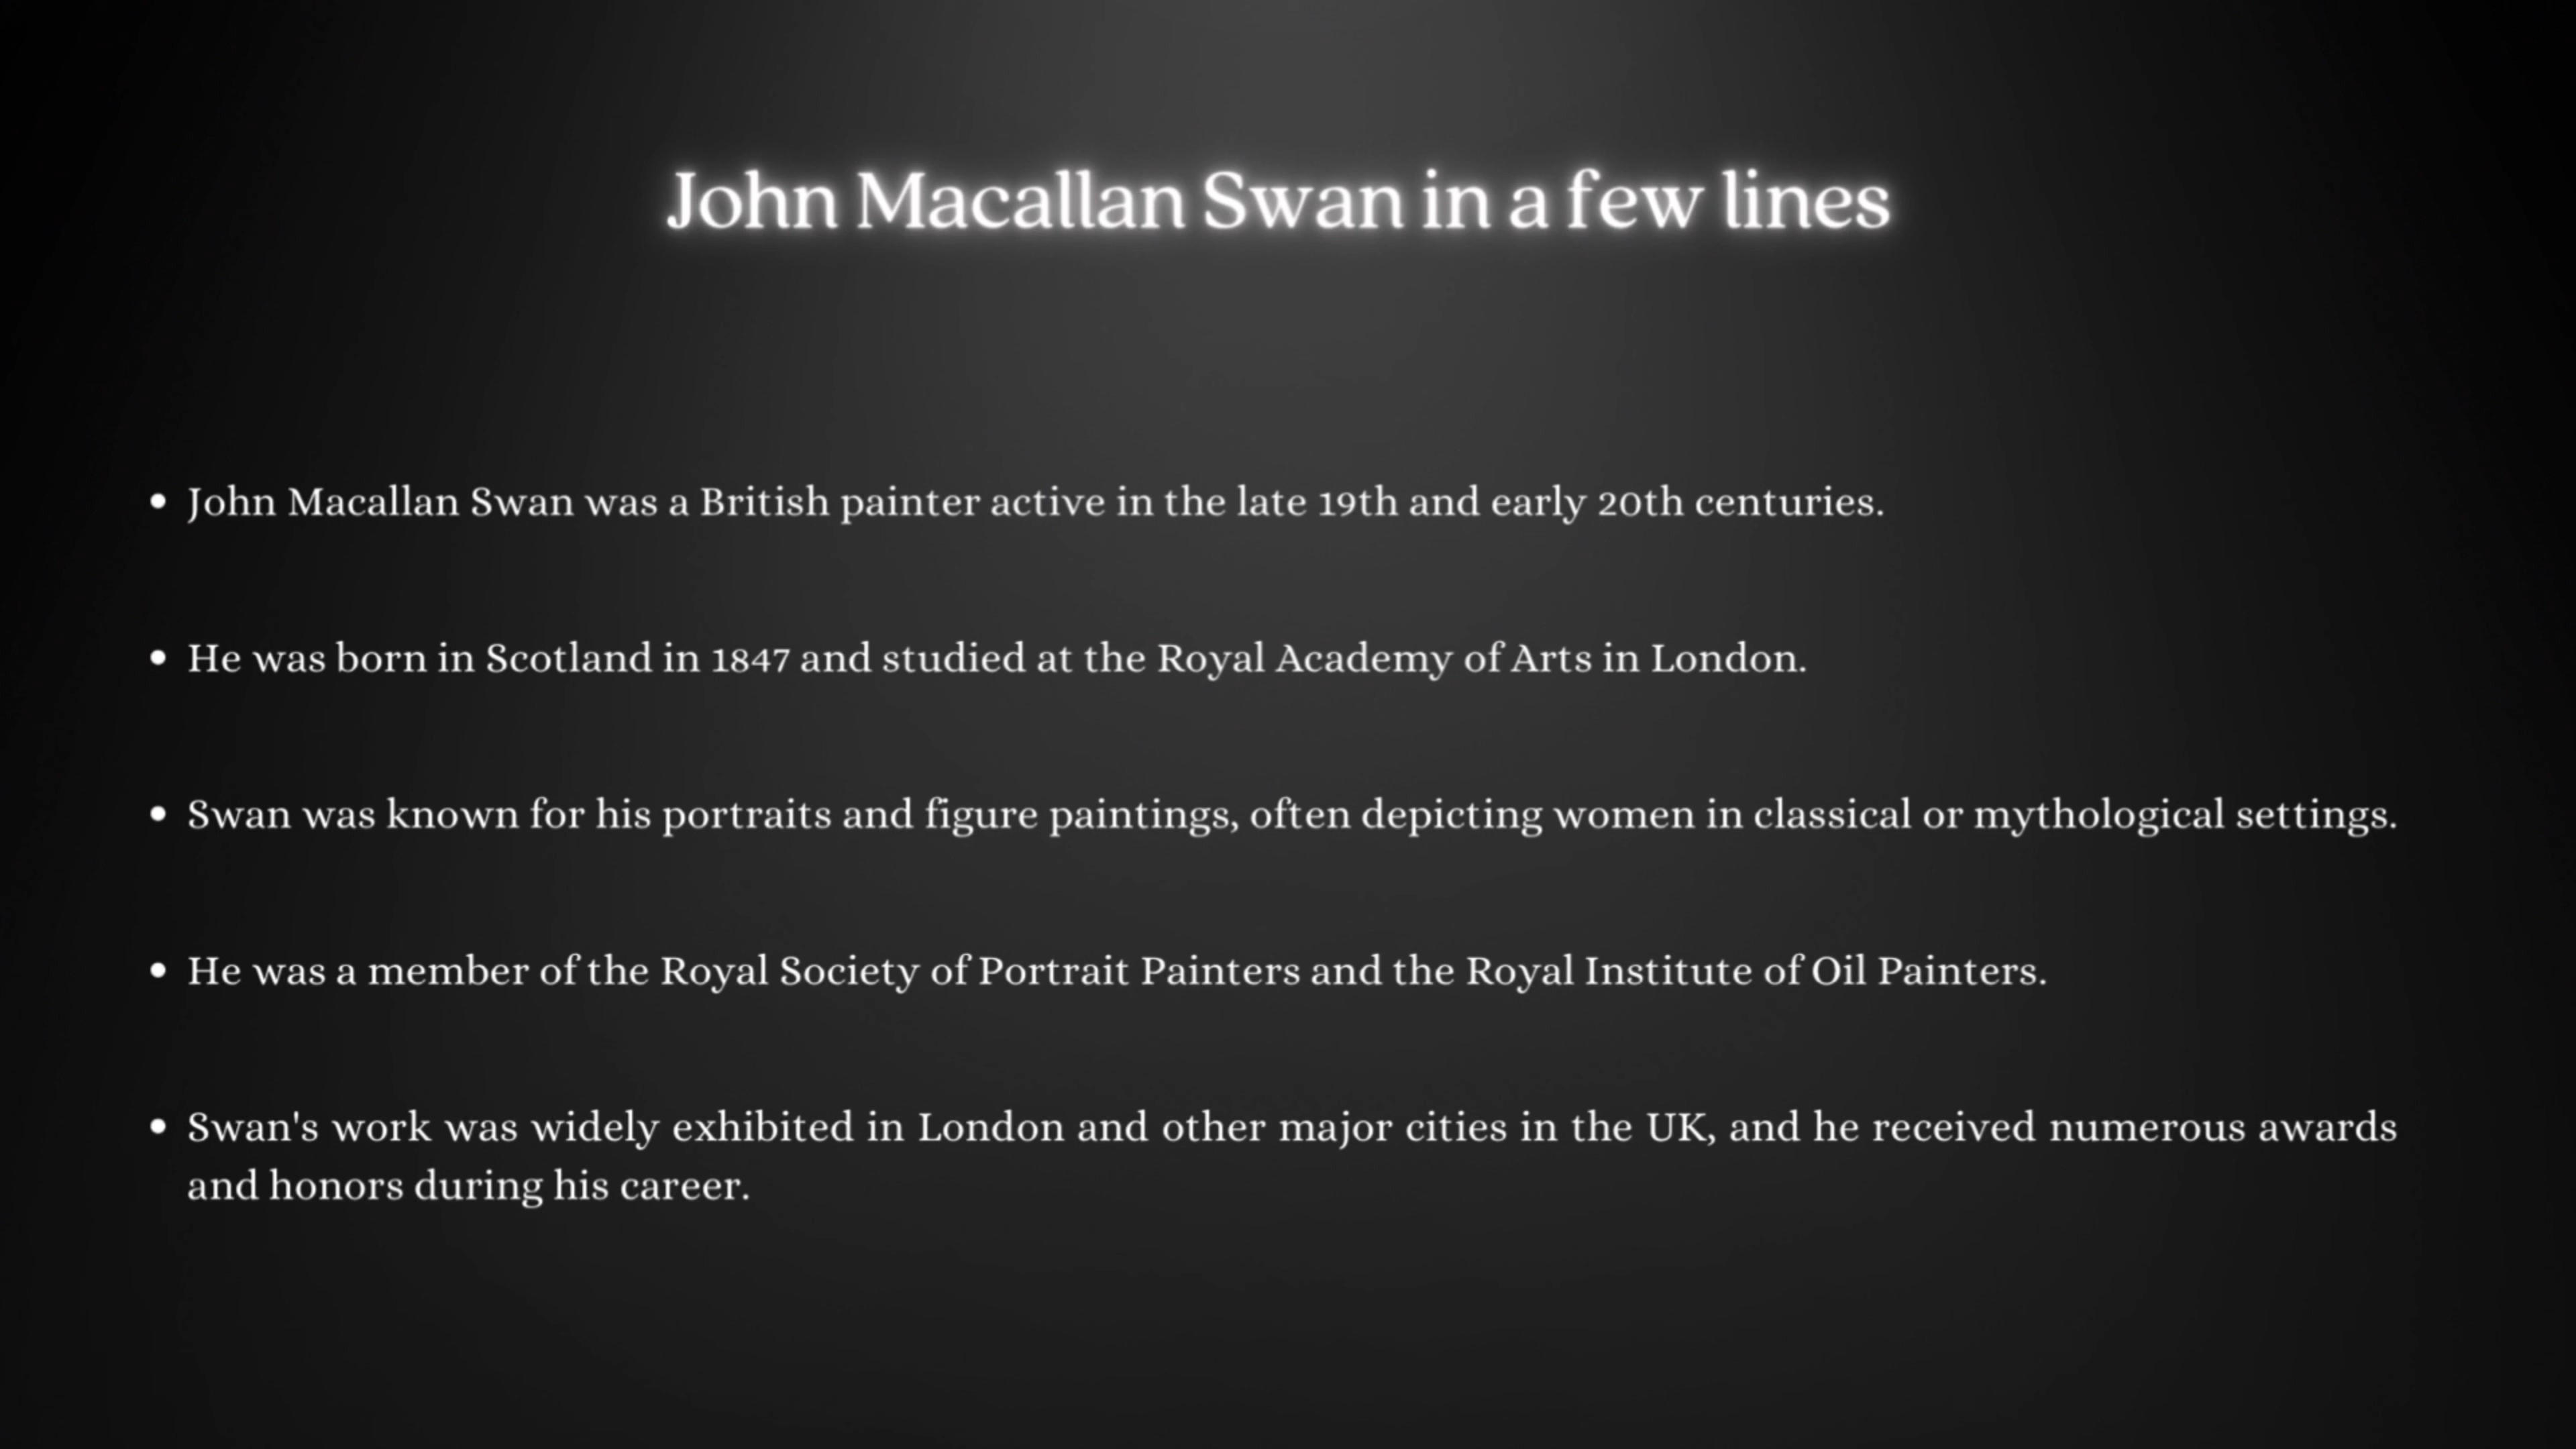 John Macallan Swan in a few lines
• John Macallan Swan was a British painter active in the late 19th and early 20th centuries.
• He was born in Scotland in 1847 and studied at the Royal Academy of Arts in London.
• Swan was known for his portraits and figure paintings, often depicting women in classical or mythological settings.
• He was a member of the Royal Society of Portrait Painters and the Royal Institute of Oil Painters.
• Swan's work was widely exhibited in London and other major cities in the UK, and he received numerous awards
and honors during his career.